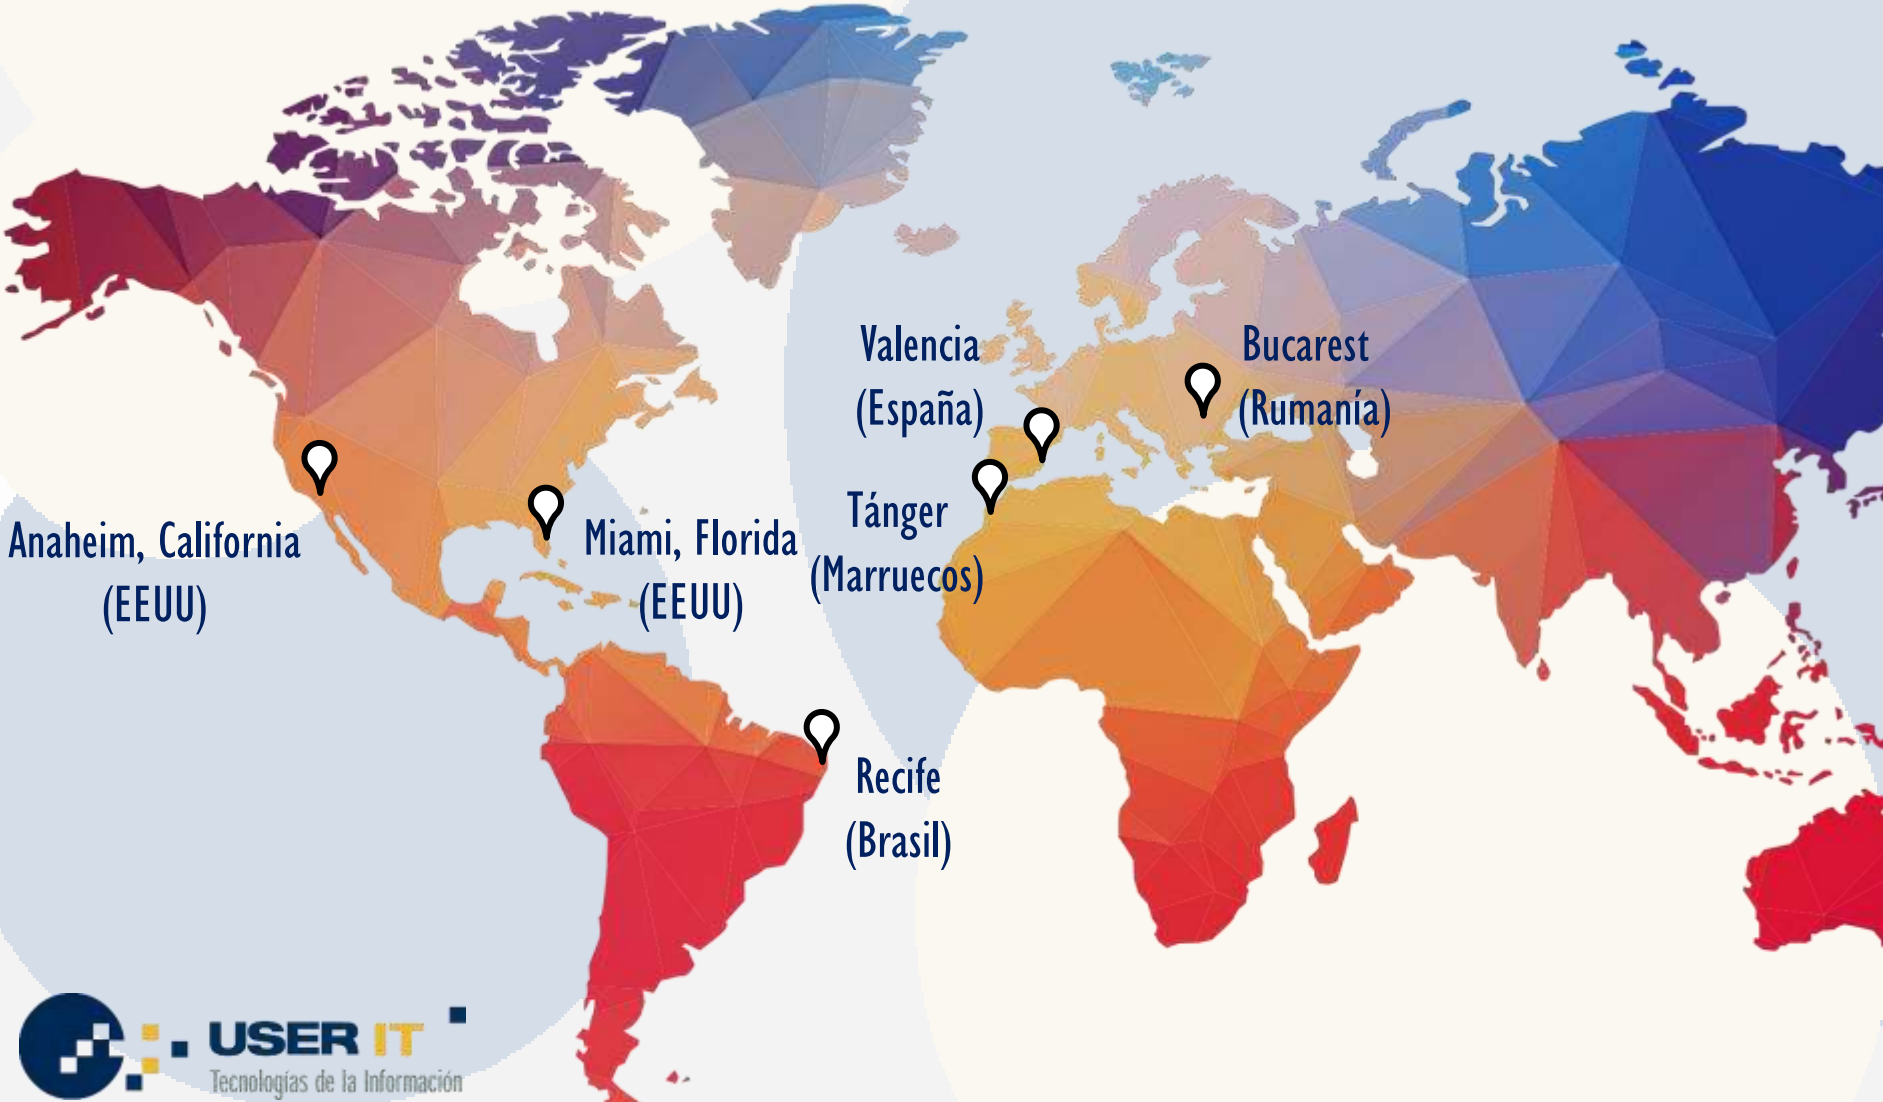 Valencia
(España)
Bucarest
(Rumanía)
Anaheim, California
(EEUU)
Miami, Florida
(EEUU)
Tánger
(Marruecos)
Recife
(Brasil)
USER IT
Tecnologías de la Información